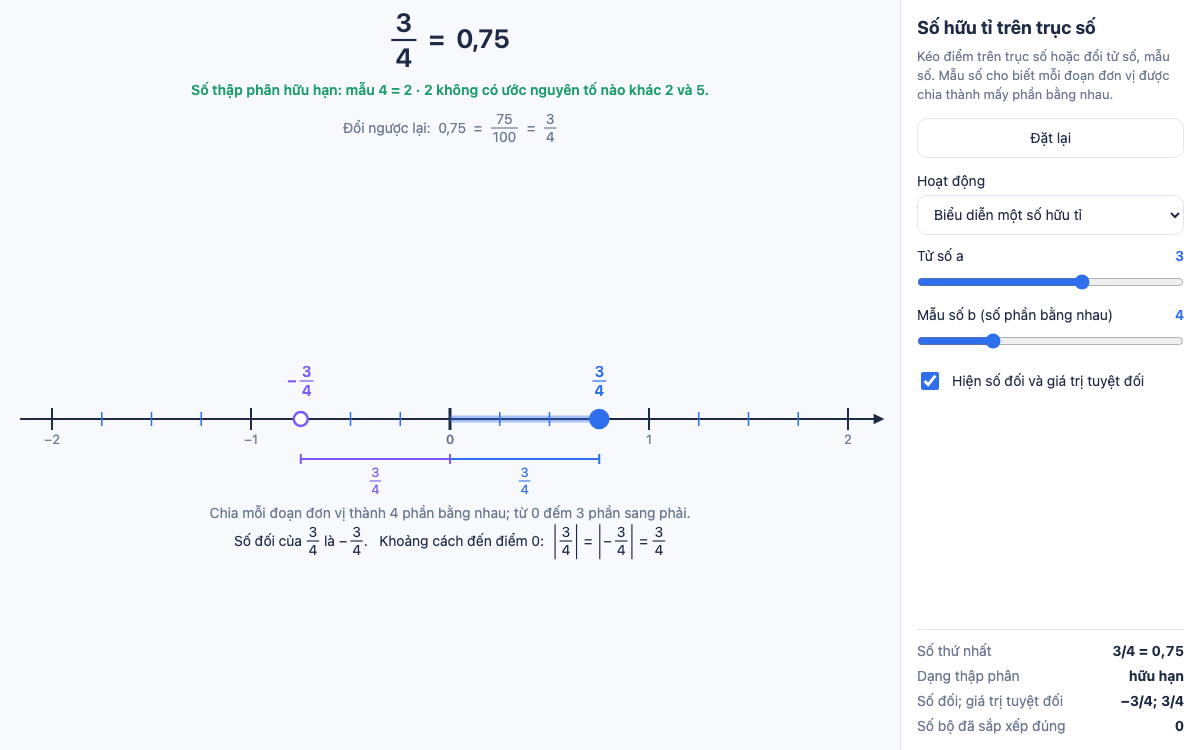 3/4 = 0,75
Số thập phân hữu hạn: mẫu 4 = 2 · 2 không có ước nguyên tố nào khác 2 và 5.
Đổi ngược lại: 0,75 = 75/100 = 3/4
−3/4 3/4
−2 −1 0 1 2
3/4 3/4
Chia mỗi đoạn đơn vị thành 4 phần bằng nhau; từ 0 đếm 3 phần sang phải.
Số đối của 3/4 là −3/4. Khoảng cách đến điểm 0: |3/4| = |−3/4| = 3/4
Số hữu tỉ trên trục số
Kéo điểm trên trục số hoặc đổi tử số, mẫu
số. Mẫu số cho biết mỗi đoạn đơn vị được
chia thành mấy phần bằng nhau.
Đặt lại
Hoạt động
Biểu diễn một số hữu tỉ
Tử số a 3
Mẫu số b (số phần bằng nhau) 4
Hiện số đối và giá trị tuyệt đối
Số thứ nhất 3/4 = 0,75
Dạng thập phân hữu hạn
Số đối; giá trị tuyệt đối −3/4; 3/4
Số bộ đã sắp xếp đúng 0